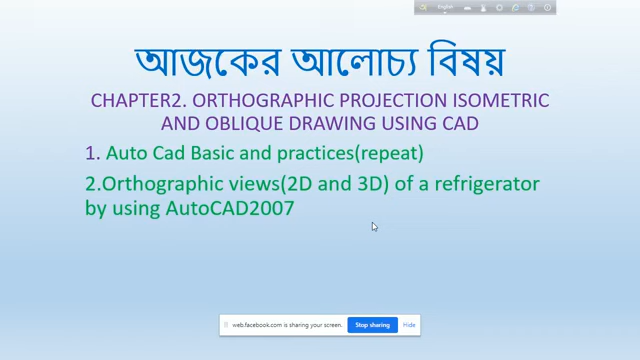 English
আজকের আলোচ্য বিষয়
CHAPTER2. ORTHOGRAPHIC PROJECTION ISOMETRIC
AND OBLIQUE DRAWING USING CAD
1. Auto Cad Basic and practices(repeat)
2.Orthographic views(2D and 3D) of a refrigerator
by using AutoCAD2007
web.facebook.com is sharing your screen. Stop sharing Hide